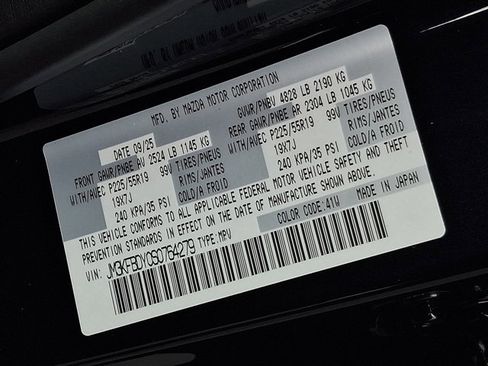 MFD. BY MAZDA MOTOR CORPORATION
DATE 09/25 GVWR/PNBV 4828 LB 2190 KG
FRONT GAWR/PNBE AV 2524 LB 1145 KG REAR GAWR/PNBE AR 2304 LB 1045 KG
WITH/AVEC P225/55R19 99V TIRES/PNEUS WITH/AVEC P225/55R19 99V TIRES/PNEUS
19X7J RIMS/JANTES 19X7J RIMS/JANTES
240 KPA/35 PSI COLD/A FROID 240 KPA/35 PSI COLD/A FROID
THIS VEHICLE CONFORMS TO ALL APPLICABLE FEDERAL MOTOR VEHICLE SAFETY AND THEFT
PREVENTION STANDARDS IN EFFECT ON THE DATE OF MANUFACTURE SHOWN ABOVE.
VIN: JM3KFBDY0S0764279 TYPE:MPV COLOR CODE:41W MADE IN JAPAN